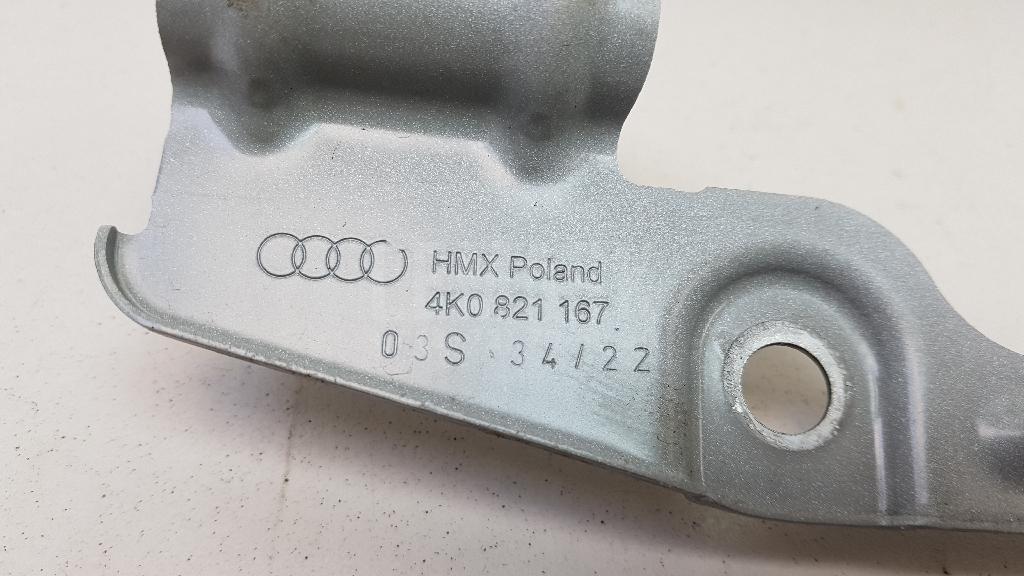 HMX Poland
4K0 821 167
03S 34/22